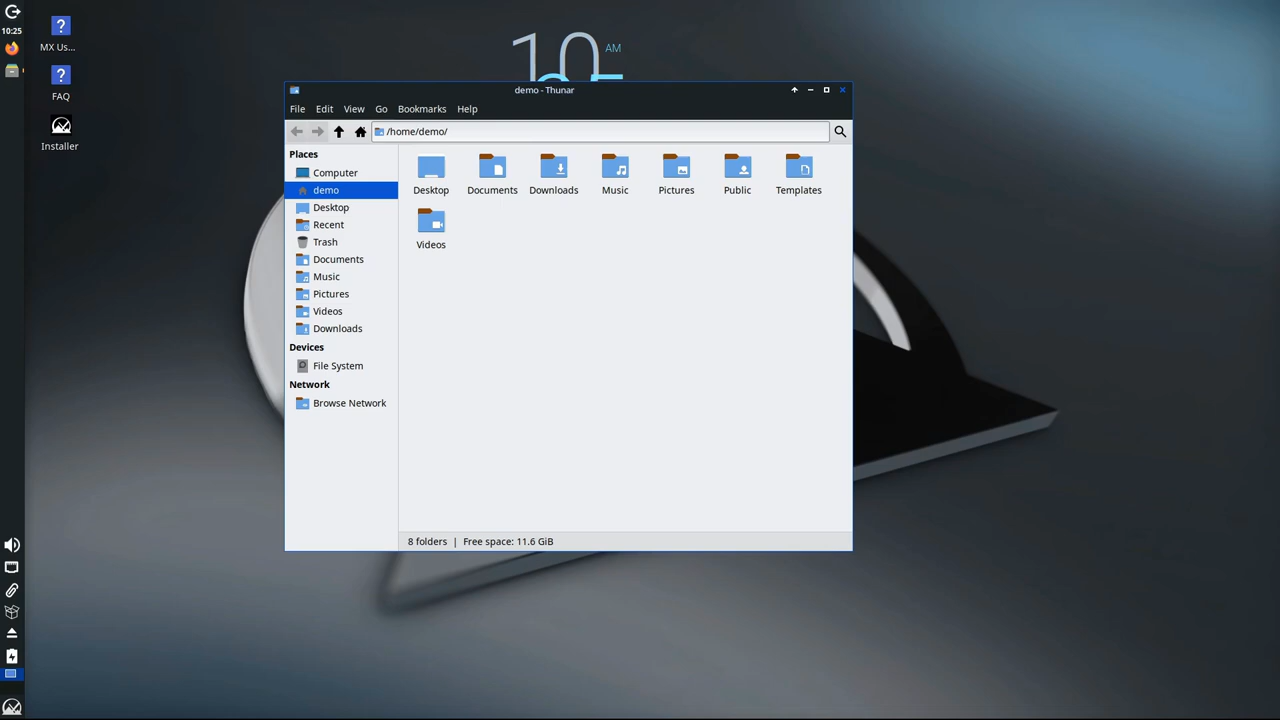 10:25
MX Us...
FAQ
Installer
10 AM
demo - Thunar
File Edit View Go Bookmarks Help
/home/demo/
Places
Computer
demo
Desktop
Recent
Trash
Documents
Music
Pictures
Videos
Downloads
Devices
File System
Network
Browse Network
Desktop Documents Downloads Music Pictures Public Templates
Videos
8 folders | Free space: 11.6 GiB